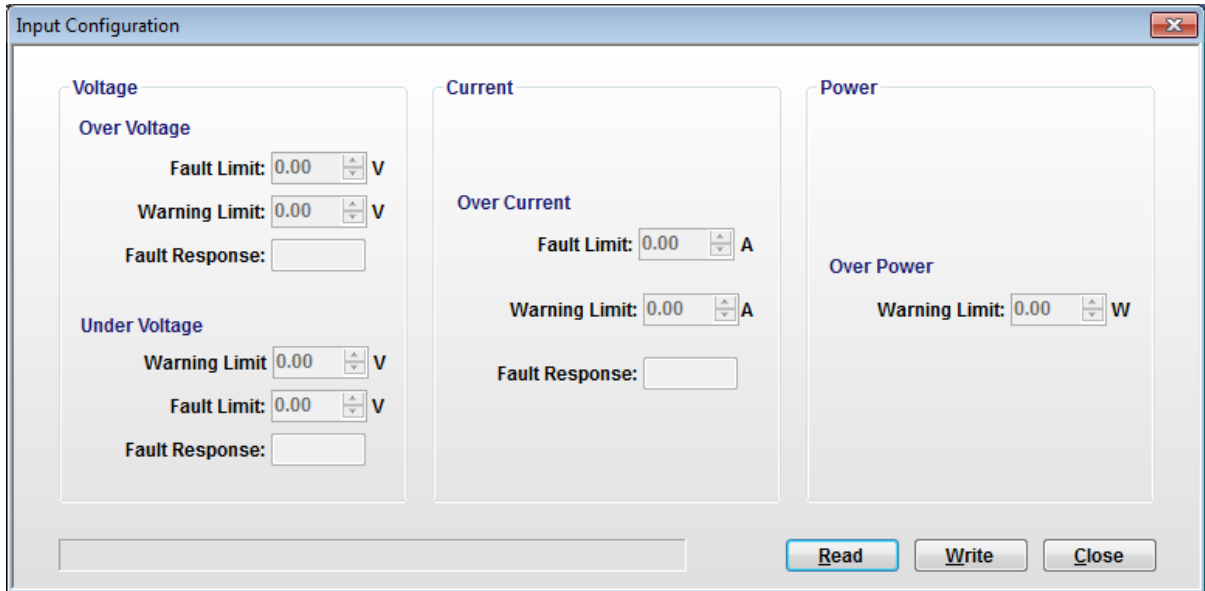 Input Configuration
Voltage
Over Voltage
Fault Limit: 0.00 V
Warning Limit: 0.00 V
Fault Response:
Under Voltage
Warning Limit 0.00 V
Fault Limit: 0.00 V
Fault Response:
Current
Over Current
Fault Limit: 0.00 A
Warning Limit: 0.00 A
Fault Response:
Power
Over Power
Warning Limit: 0.00 W
Read Write Close